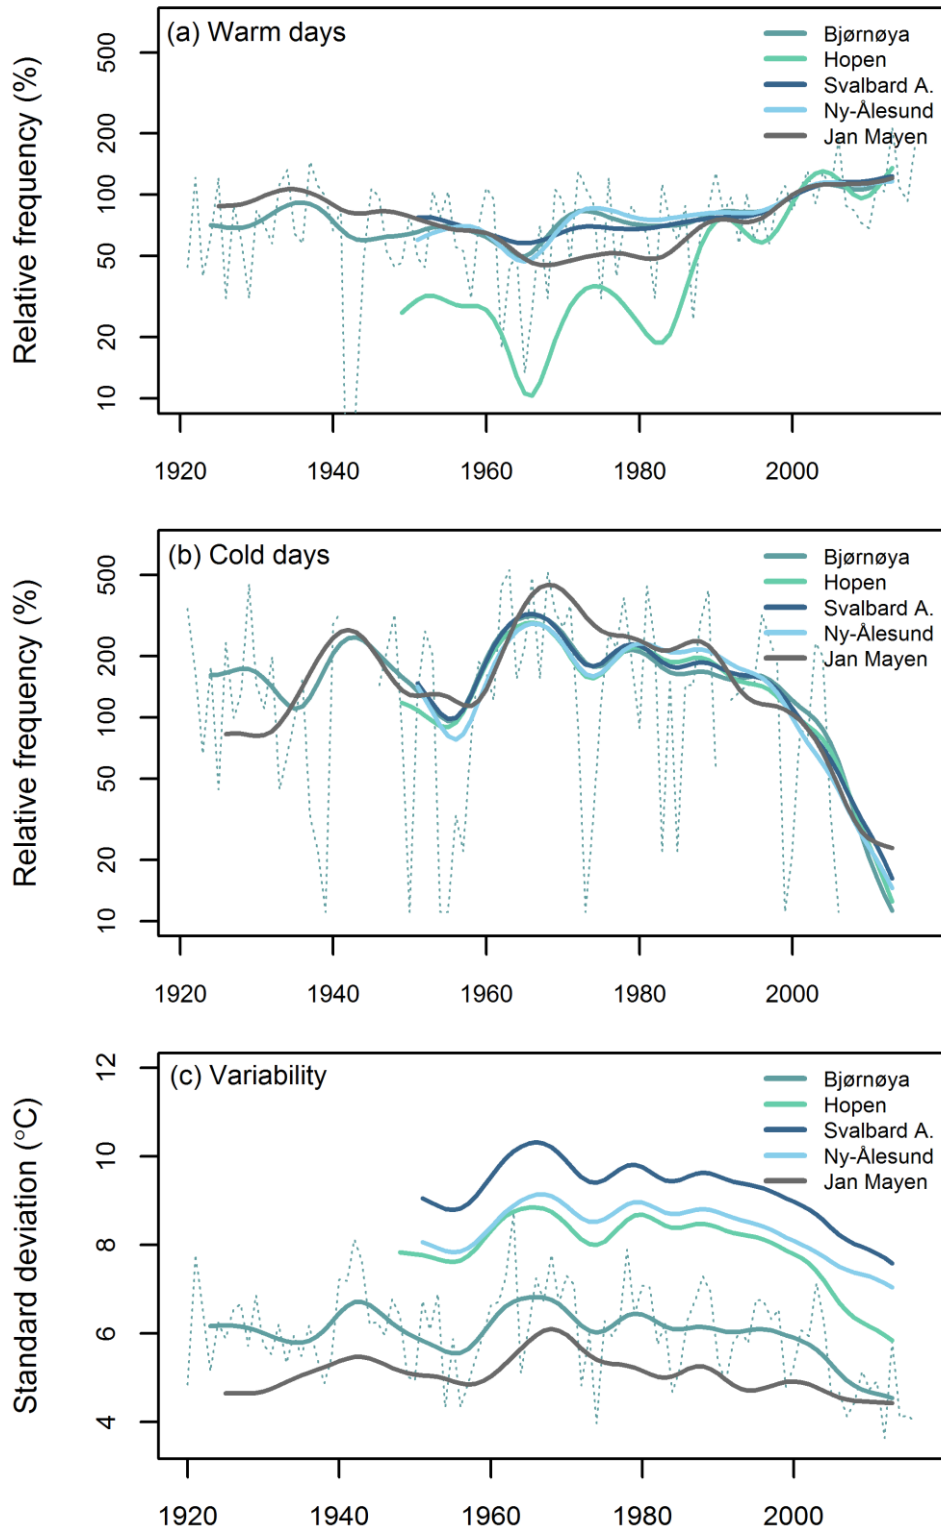 (a) Warm days
Bjørnøya
Hopen
Svalbard A.
Ny-Ålesund
Jan Mayen
Relative frequency (%)
500
200
100
50
20
10
1920 1940 1960 1980 2000
(b) Cold days
Bjørnøya
Hopen
Svalbard A.
Ny-Ålesund
Jan Mayen
Relative frequency (%)
500
200
100
50
20
10
1920 1940 1960 1980 2000
(c) Variability
Bjørnøya
Hopen
Svalbard A.
Ny-Ålesund
Jan Mayen
Standard deviation (°C)
12
10
8
6
4
1920 1940 1960 1980 2000